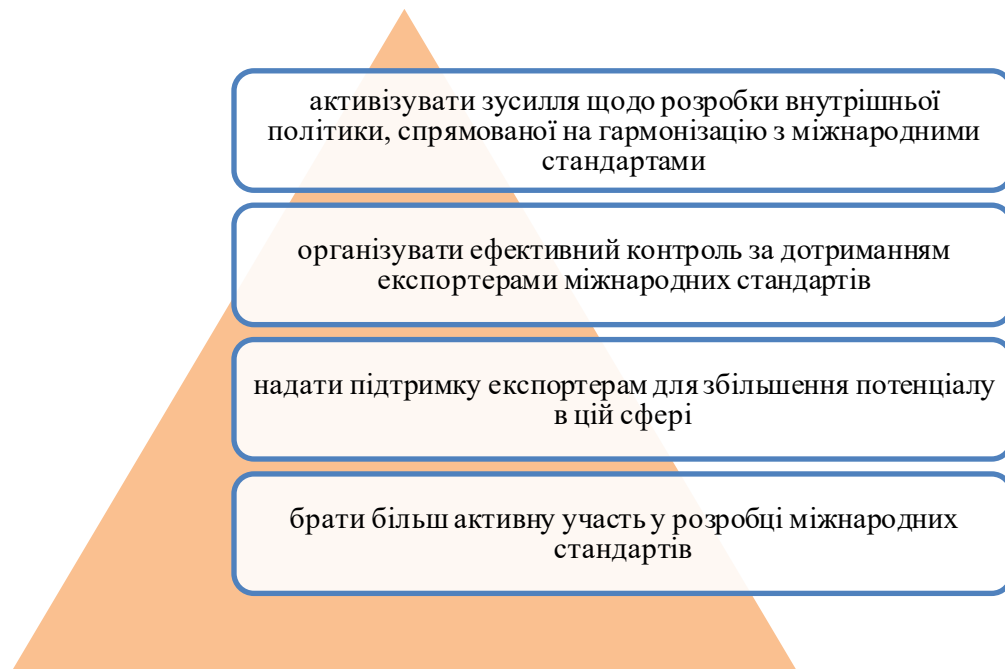 активізувати зусилля щодо розробки внутрішньої
політики, спрямованої на гармонізацію з міжнародними
стандартами
організувати ефективний контроль за дотриманням
експортерами міжнародних стандартів
надати підтримку експортерам для збільшення потенціалу
в цій сфері
брати більш активну участь у розробці міжнародних
стандартів